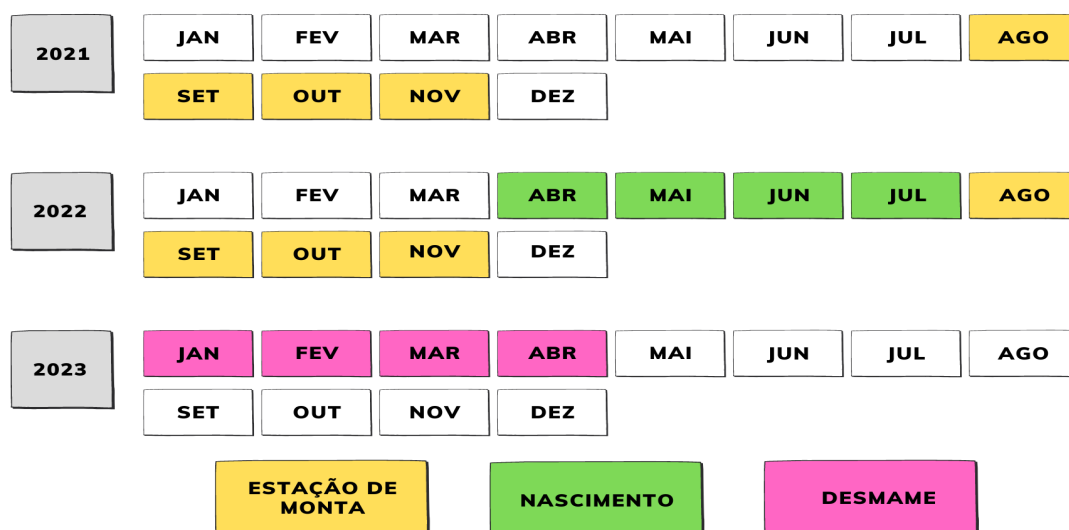 2021
JAN FEV MAR ABR MAI JUN JUL AGO
SET OUT NOV DEZ
2022
JAN FEV MAR ABR MAI JUN JUL AGO
SET OUT NOV DEZ
2023
JAN FEV MAR ABR MAI JUN JUL AGO
SET OUT NOV DEZ
ESTAÇÃO DE
MONTA
NASCIMENTO
DESMAME